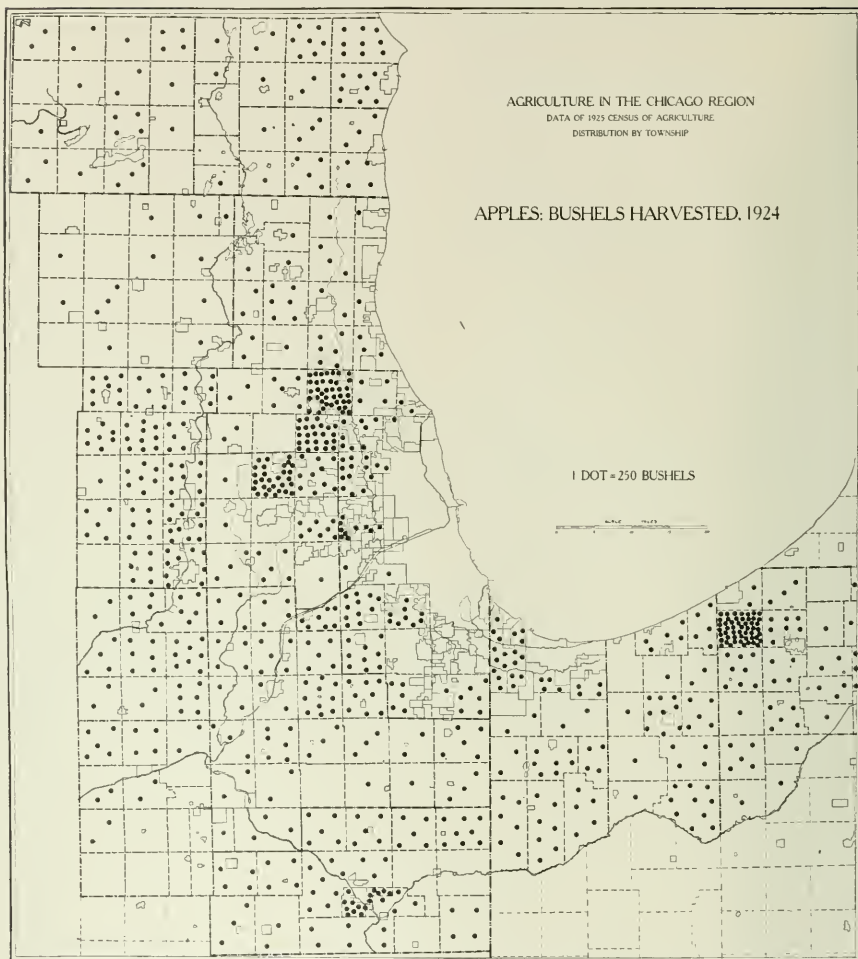 AGRICULTURE IN THE CHICAGO REGION
DATA OF 1925 CENSUS OF AGRICULTURE
DISTRIBUTION BY TOWNSHIP
APPLES: BUSHELS HARVESTED, 1924
1 DOT = 250 BUSHELS